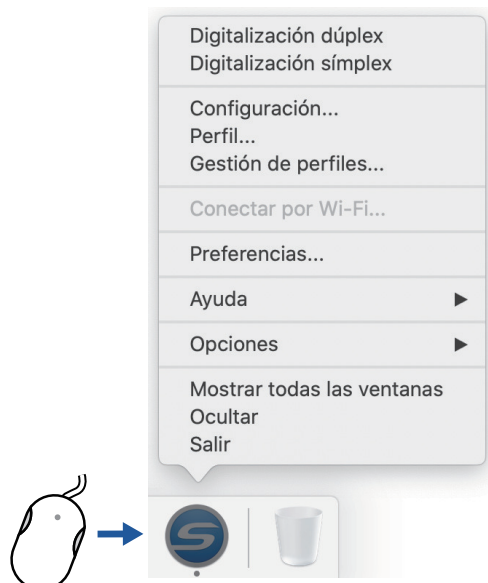 Digitalización dúplex
Digitalización símplex
Configuración...
Perfil...
Gestión de perfiles...
Conectar por Wi-Fi...
Preferencias...
Ayuda
Opciones
Mostrar todas las ventanas
Ocultar
Salir
S